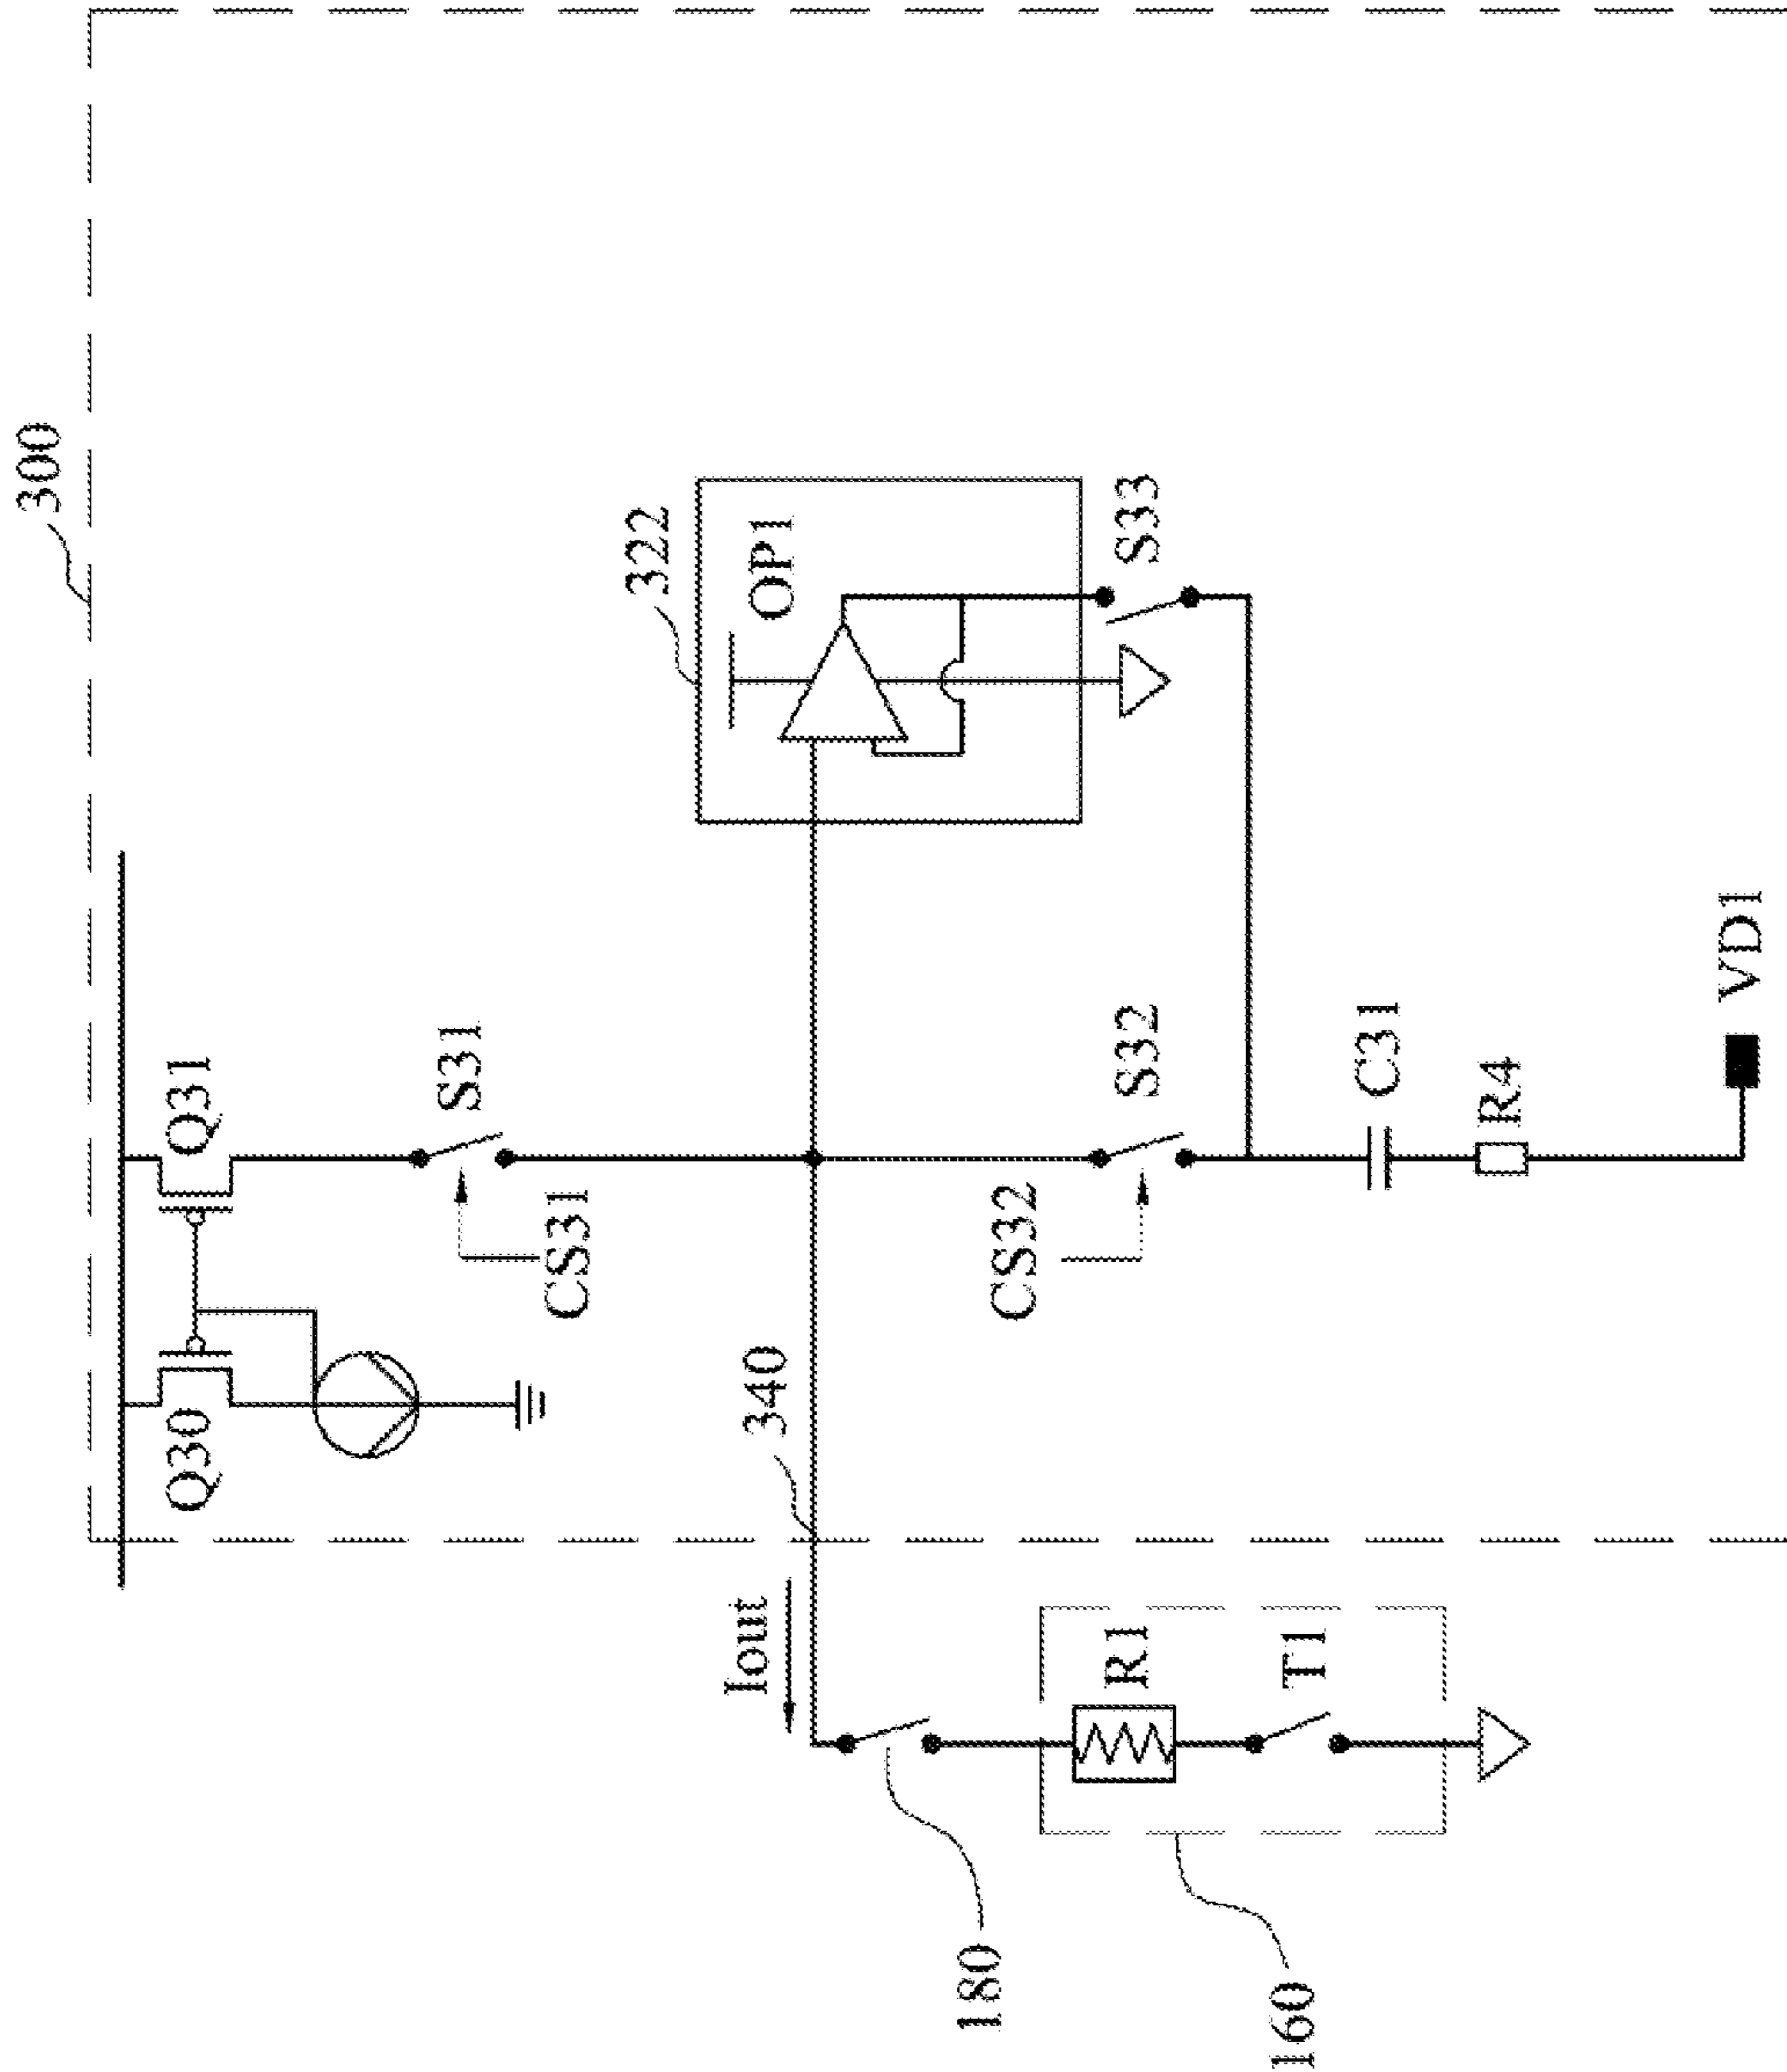 300
Q30
Q31
S31
CS31
322
OP1
S33
340
Iout
CS32
S32
C31
R4
VD1
180
R1
T1
160